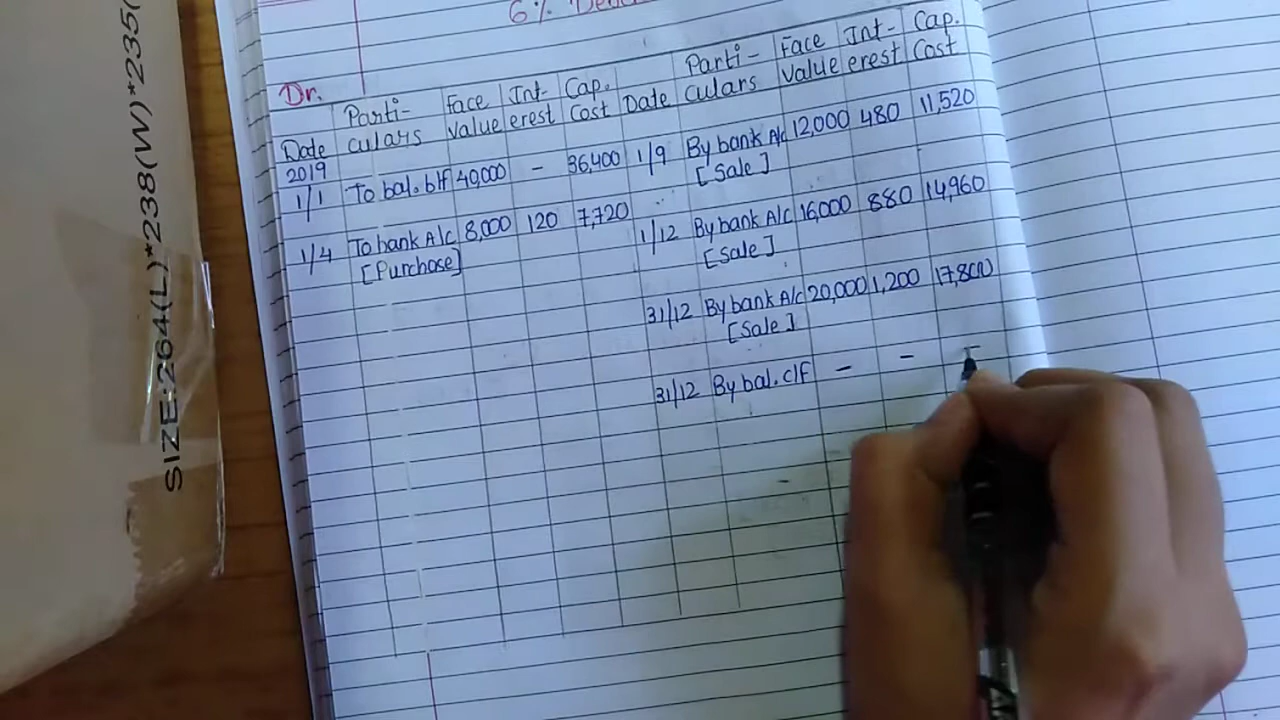 6% Debe
Dr.
Date Parti- Face Int- Cap. Date Parti- Face Int- Cap.
culars value erest Cost culars value erest Cost
2019
1/1 To bal. b/f 40,000 – 36,400 1/9 By bank A/c 12,000 480 11,520
[Sale]
1/4 To bank A/c 8,000 120 7,720 1/12 By bank A/c 16,000 880 14,960
[Purchase] [Sale]
31/12 By bank A/c 20,000 1,200 17,800
[Sale]
31/12 By bal. c/f – – –
SIZE:264(L)*238(W)*235(